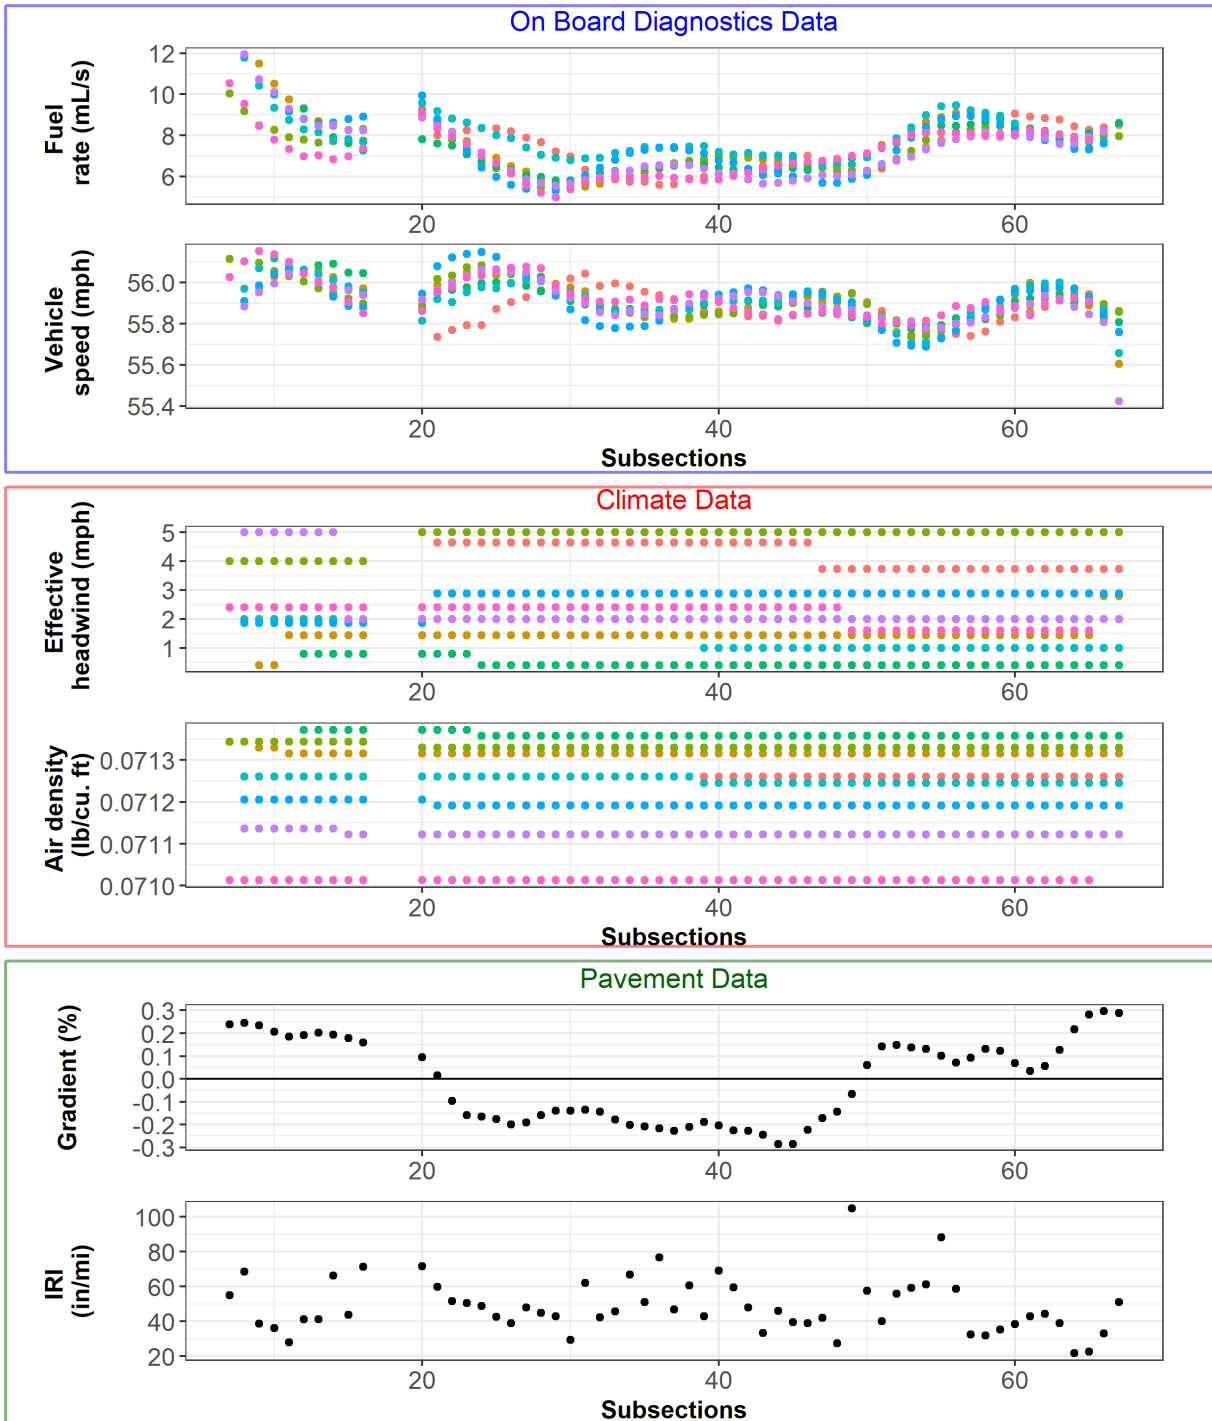 On Board Diagnostics Data
Fuel
rate (mL/s)
12
10
8
6
20
40
60
Vehicle
speed (mph)
56.0
55.8
55.6
55.4
20
40
60
Subsections
Climate Data
Effective
headwind (mph)
5
4
3
2
1
20
40
60
Air density
(lb/cu. ft)
0.0713
0.0712
0.0711
0.0710
20
40
60
Subsections
Pavement Data
Gradient (%)
0.3
0.2
0.1
0.0
-0.1
-0.2
-0.3
20
40
60
IRI
(in/mi)
100
80
60
40
20
20
40
60
Subsections